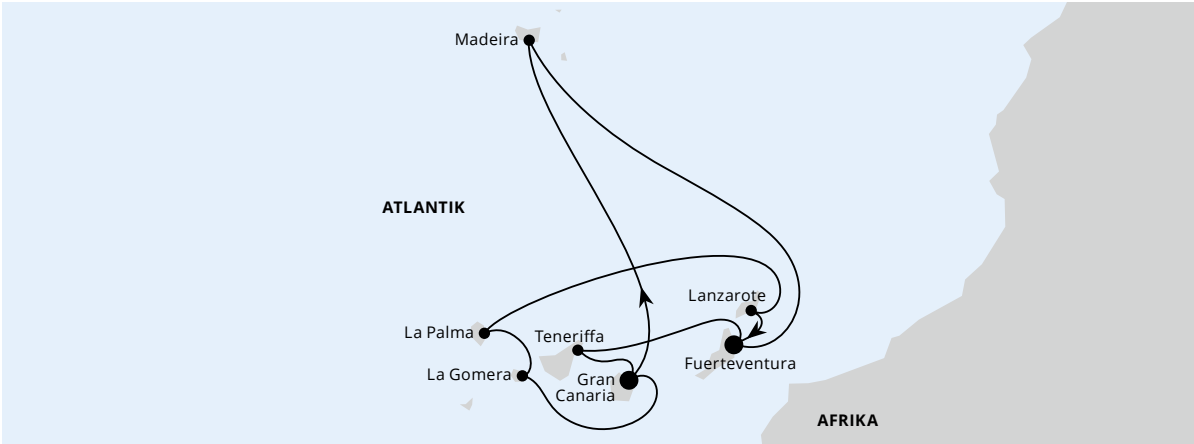 Madeira
ATLANTIK
Lanzarote
La Palma
Teneriffa
Fuerteventura
La Gomera
Gran
Canaria
AFRIKA